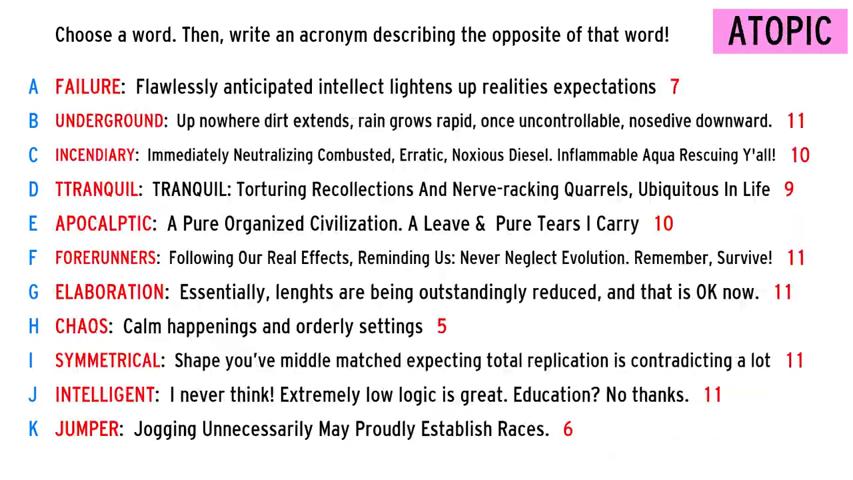 Choose a word. Then, write an acronym describing the opposite of that word!
ATOPIC
A FAILURE: Flawlessly anticipated intellect lightens up realities expectations 7
B UNDERGROUND: Up nowhere dirt extends, rain grows rapid, once uncontrollable, nosedive downward. 11
C INCENDIARY: Immediately Neutralizing Combusted, Erratic, Noxious Diesel. Inflammable Aqua Rescuing Y'all! 10
D TTRANQUIL: TRANQUIL: Torturing Recollections And Nerve-racking Quarrels, Ubiquitous In Life 9
E APOCALPTIC: A Pure Organized Civilization. A Leave & Pure Tears I Carry 10
F FORERUNNERS: Following Our Real Effects, Reminding Us: Never Neglect Evolution. Remember, Survive! 11
G ELABORATION: Essentially, lenghts are being outstandingly reduced, and that is OK now. 11
H CHAOS: Calm happenings and orderly settings 5
I SYMMETRICAL: Shape you've middle matched expecting total replication is contradicting a lot 11
J INTELLIGENT: I never think! Extremely low logic is great. Education? No thanks. 11
K JUMPER: Jogging Unnecessarily May Proudly Establish Races. 6